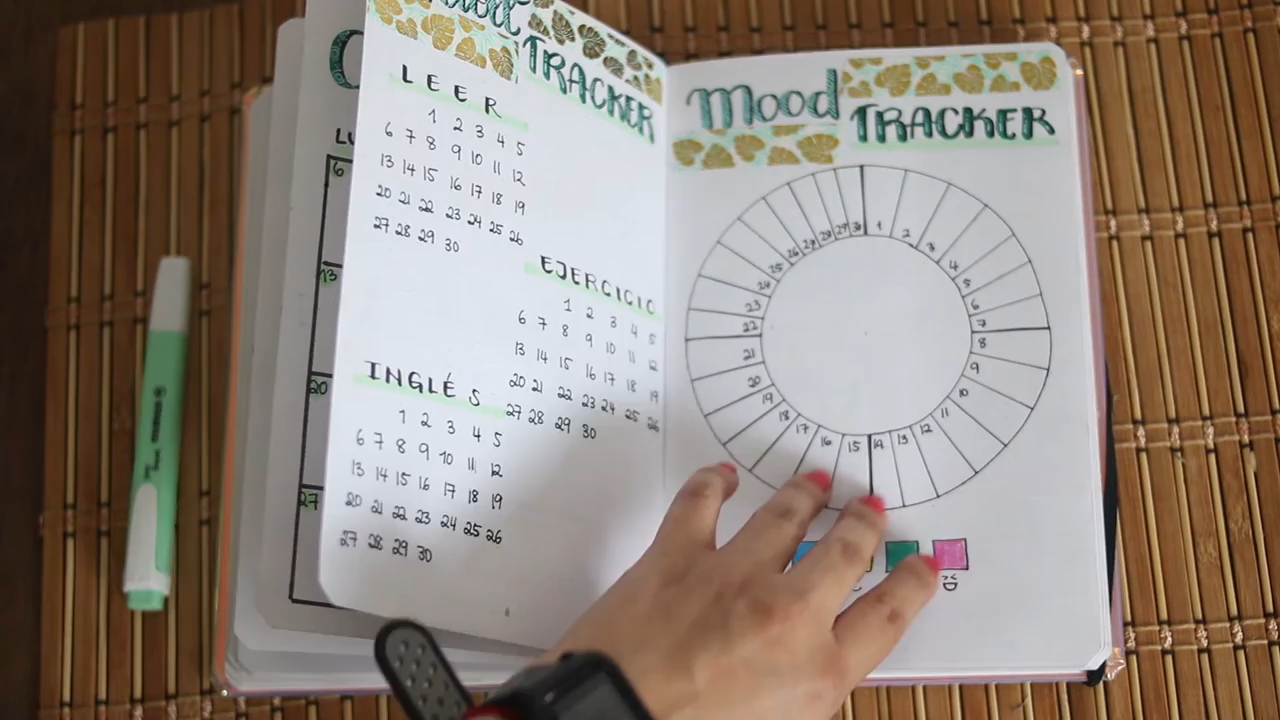 TRACKER
LEER
1 2 3 4 5
6 7 8 9 10 11 12
13 14 15 16 17 18 19
20 21 22 23 24 25 26
27 28 29 30
EJERCICIO
1 2 3 4 5
6 7 8 9 10 11 12
13 14 15 16 17 18 19
20 21 22 23 24 25 26
27 28 29 30
INGLÉS
1 2 3 4 5
6 7 8 9 10 11 12
13 14 15 16 17 18 19
20 21 22 23 24 25 26
27 28 29 30
6
13
20
27
Mood
TRACKER
1 2 3 4 5 6 7 8 9 10 11 12 13 14 15 16 17 18 19 20 21 22 23 24 25 26 27 28 29 30